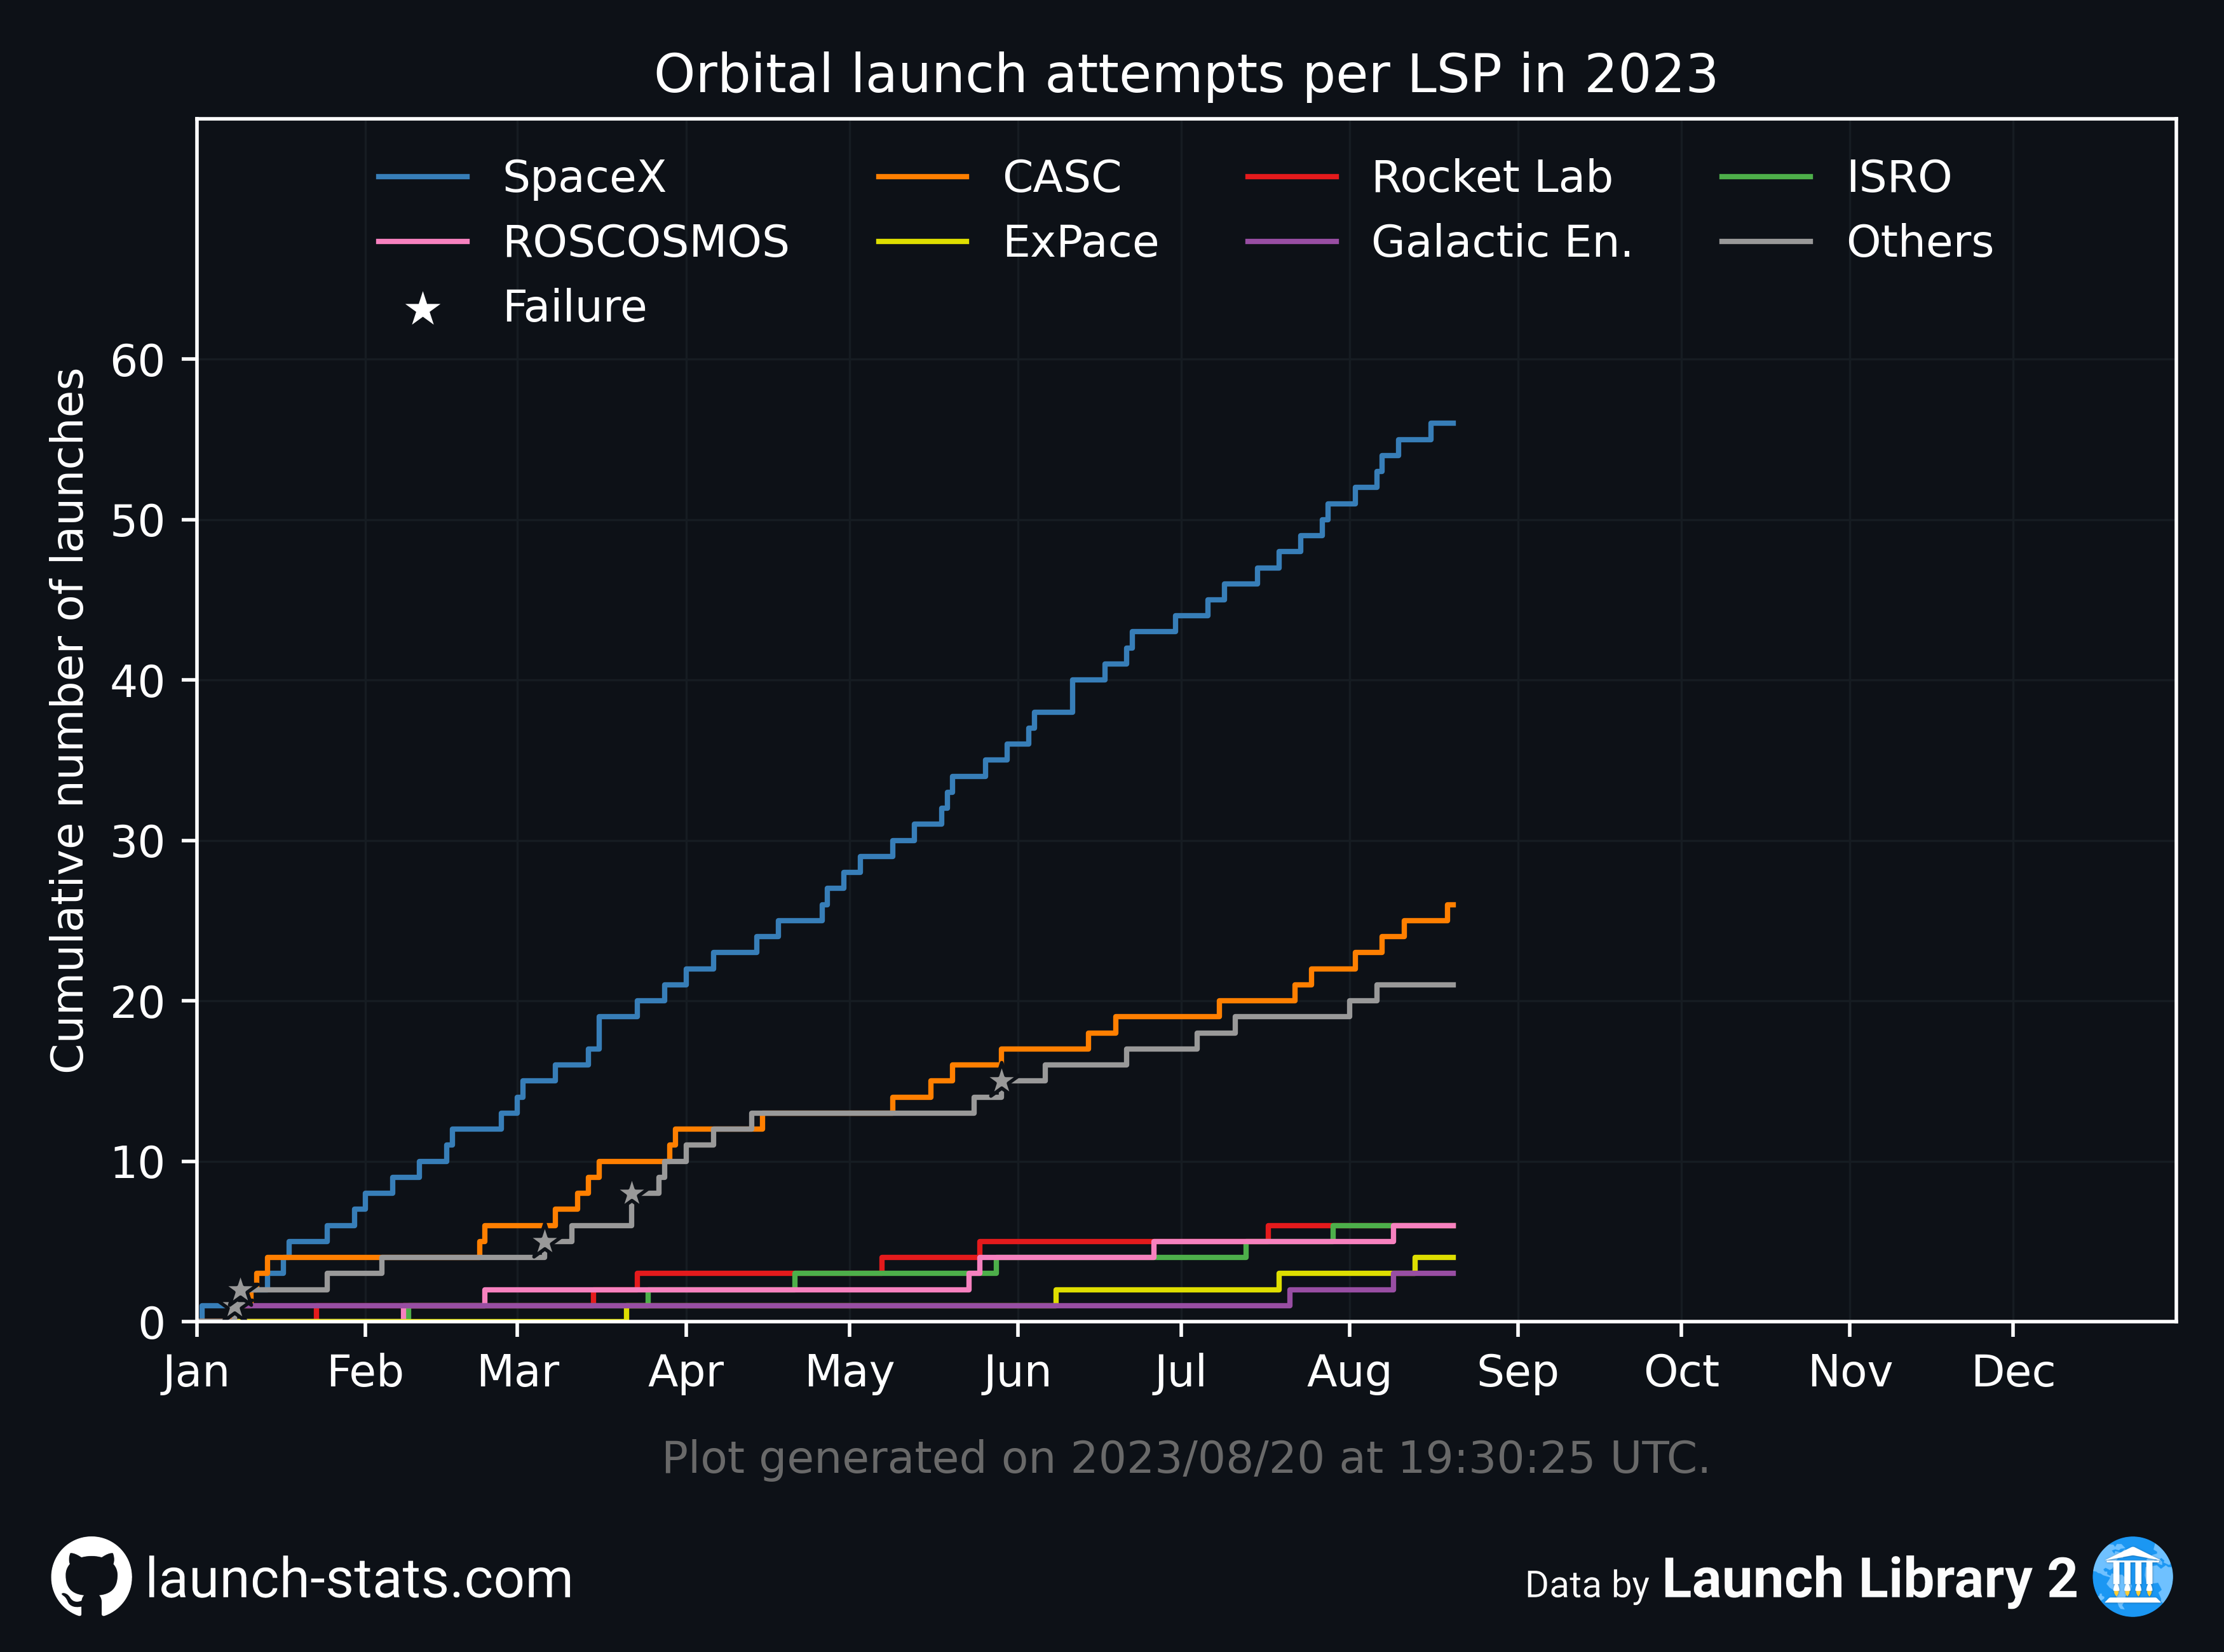 Orbital launch attempts per LSP in 2023
SpaceX CASC Rocket Lab ISRO
ROSCOSMOS ExPace Galactic En. Others
Failure
Cumulative number of launches
60
50
40
30
20
10
0
Jan Feb Mar Apr May Jun Jul Aug Sep Oct Nov Dec
Plot generated on 2023/08/20 at 19:30:25 UTC.
launch-stats.com
Data by Launch Library 2